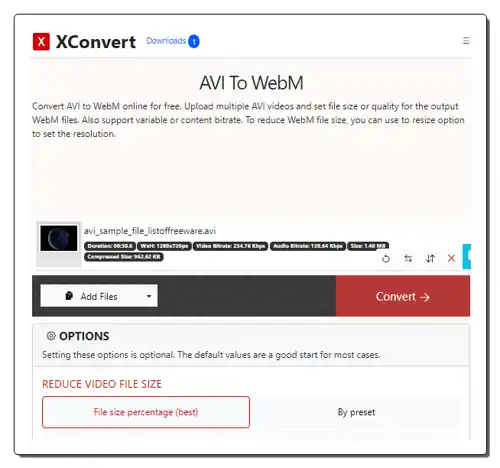 X XConvert Downloads 1
AVI To WebM
Convert AVI to WebM online for free. Upload multiple AVI videos and set file size or quality for the output
WebM files. Also support variable or content bitrate. To reduce WebM file size, you can use to resize option
to set the resolution.
avi_sample_file_listoffreeware.avi
Duration: 00:30.6 WxH: 1280x720px Video Bitrate: 254.76 Kbps Audio Bitrate: 139.64 Kbps Size: 1.48 MB
Compressed Size: 962.62 KB
Add Files Convert →
OPTIONS
Setting these options is optional. The default values are a good start for most cases.
REDUCE VIDEO FILE SIZE
File size percentage (best) By preset